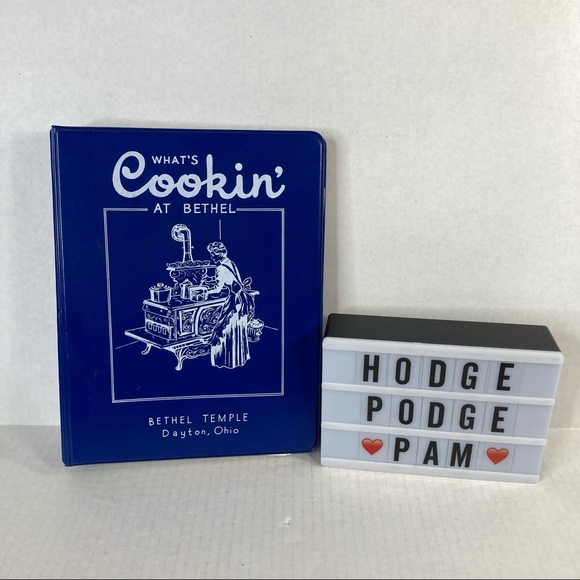 WHAT'S
Cookin'
AT BETHEL
BETHEL TEMPLE
Dayton, Ohio
HODGE
PODGE
❤️PAM❤️